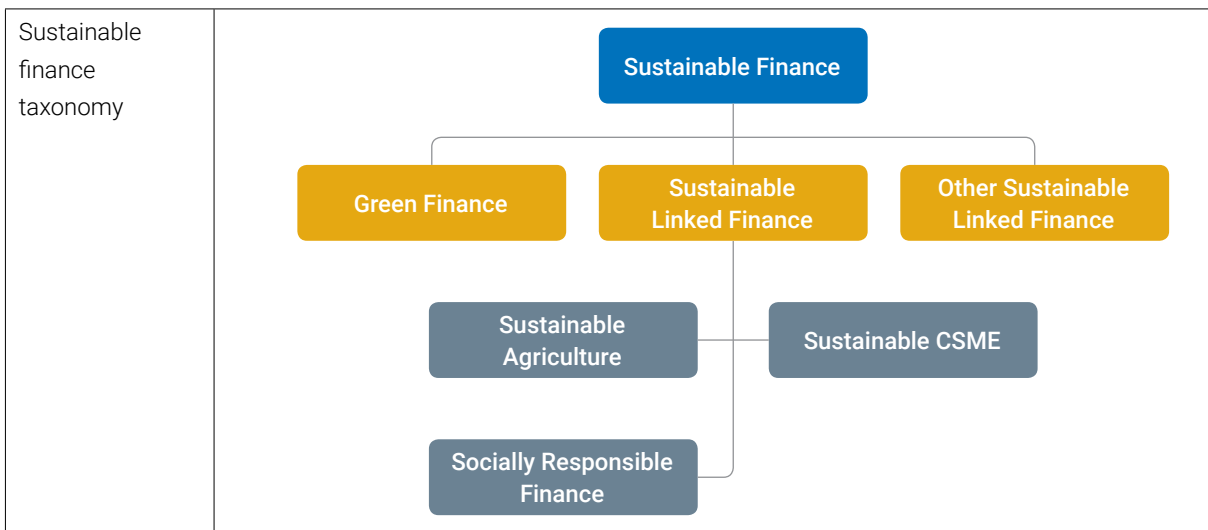 Sustainable
finance
taxonomy
Sustainable Finance
Green Finance
Sustainable
Linked Finance
Other Sustainable
Linked Finance
Sustainable
Agriculture
Sustainable CSME
Socially Responsible
Finance